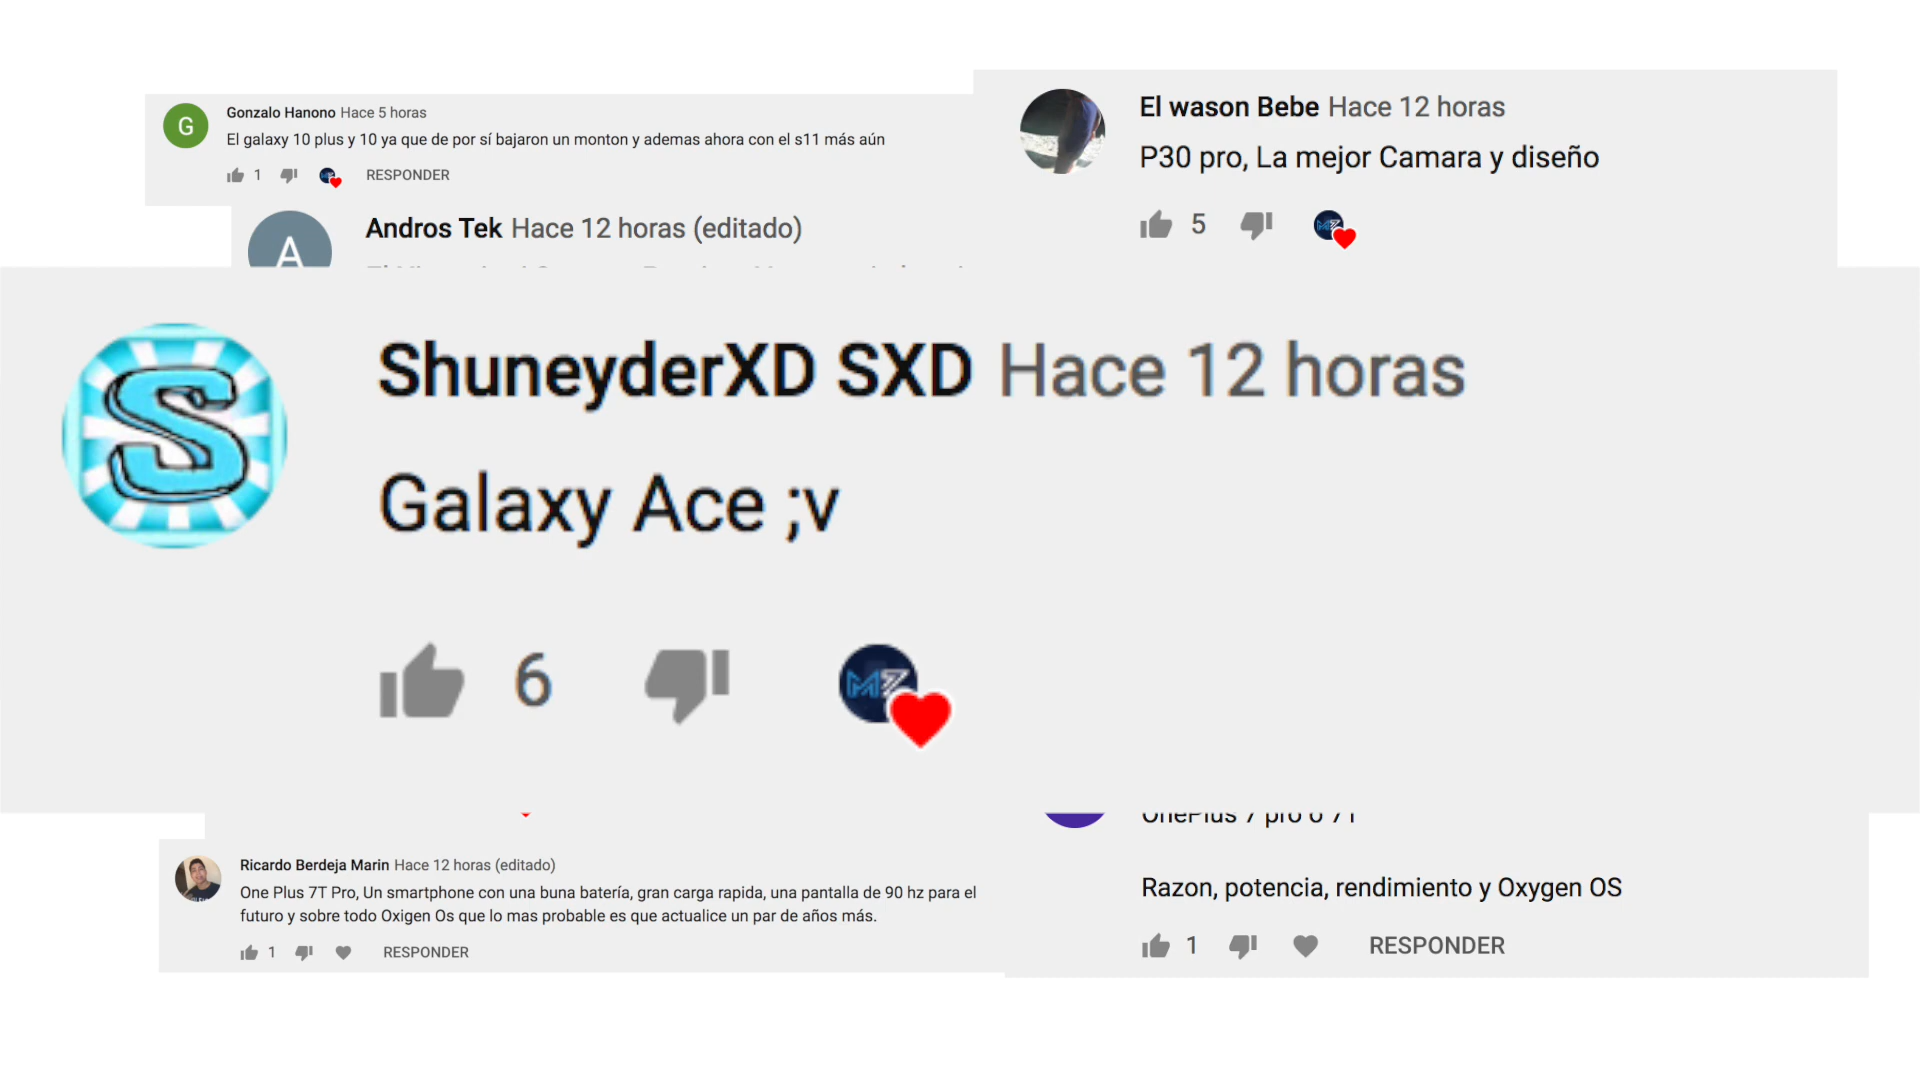 G
Gonzalo Hanono Hace 5 horas
El galaxy 10 plus y 10 ya que de por sí bajaron un monton y ademas ahora con el s11 más aún
1 RESPONDER
El wason Bebe Hace 12 horas
P30 pro, La mejor Camara y diseño
5
A
Andros Tek Hace 12 horas (editado)
S
ShuneyderXD SXD Hace 12 horas
Galaxy Ace ;v
6 MZ
OnePlus 7 pro o 7T
Razon, potencia, rendimiento y Oxygen OS
1 RESPONDER
Ricardo Berdeja Marin Hace 12 horas (editado)
One Plus 7T Pro, Un smartphone con una buna batería, gran carga rapida, una pantalla de 90 hz para el
futuro y sobre todo Oxigen Os que lo mas probable es que actualice un par de años más.
1 RESPONDER